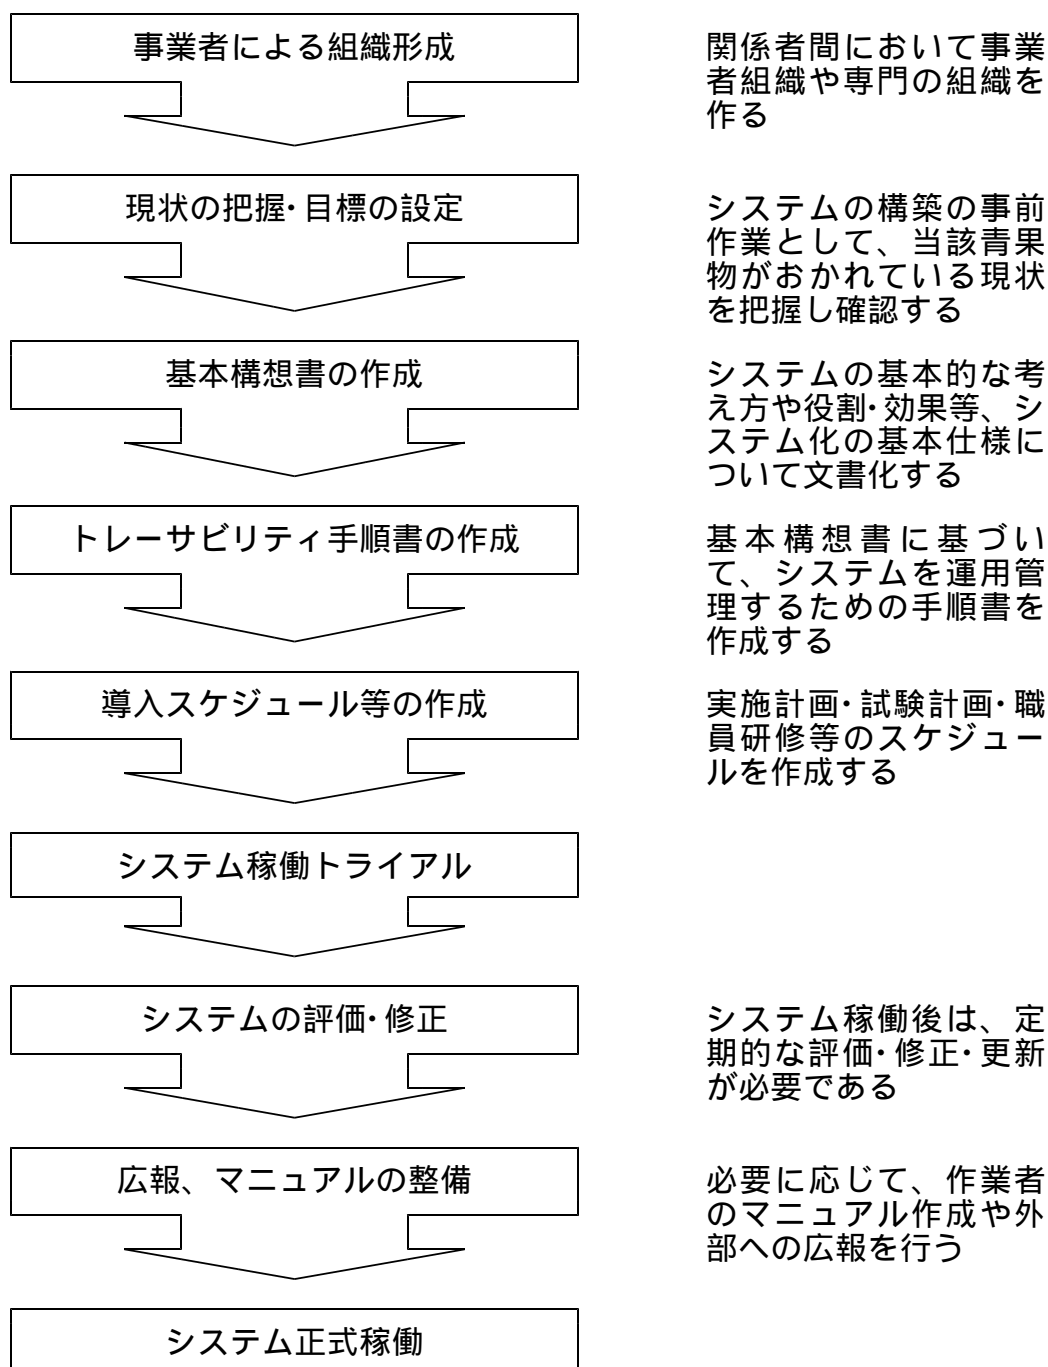 事業者による組織形成
関係者間において事業
者組織や専門の組織を
作る
現状の把握・目標の設定
システムの構築の事前
作業として、当該青果
物がおかれている現状
を把握し確認する
基本構想書の作成
システムの基本的な考
え方や役割・効果等、シ
ステム化の基本仕様に
ついて文書化する
トレーサビリティ手順書の作成
基本構想書に基づい
て、システムを運用管
理するための手順書を
作成する
導入スケジュール等の作成
実施計画・試験計画・職
員研修等のスケジュー
ルを作成する
システム稼働トライアル
システムの評価・修正
システム稼働後は、定
期的な評価・修正・更新
が必要である
広報、マニュアルの整備
必要に応じて、作業者
のマニュアル作成や外
部への広報を行う
システム正式稼働